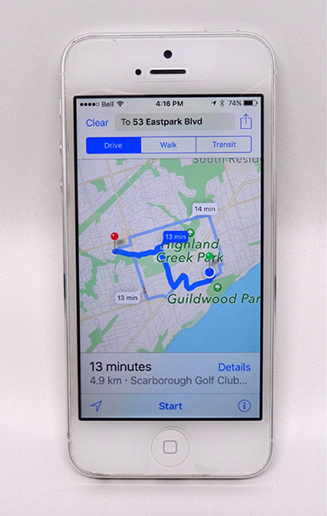 Bell 4:16 PM 74%
Clear To 53 Eastpark Blvd
Drive Walk Transit
South
14 min
13 min
Highland
Creek Park
13 min
Guildwood Par
13 minutes Details
4.9 km · Scarborough Golf Club...
Start